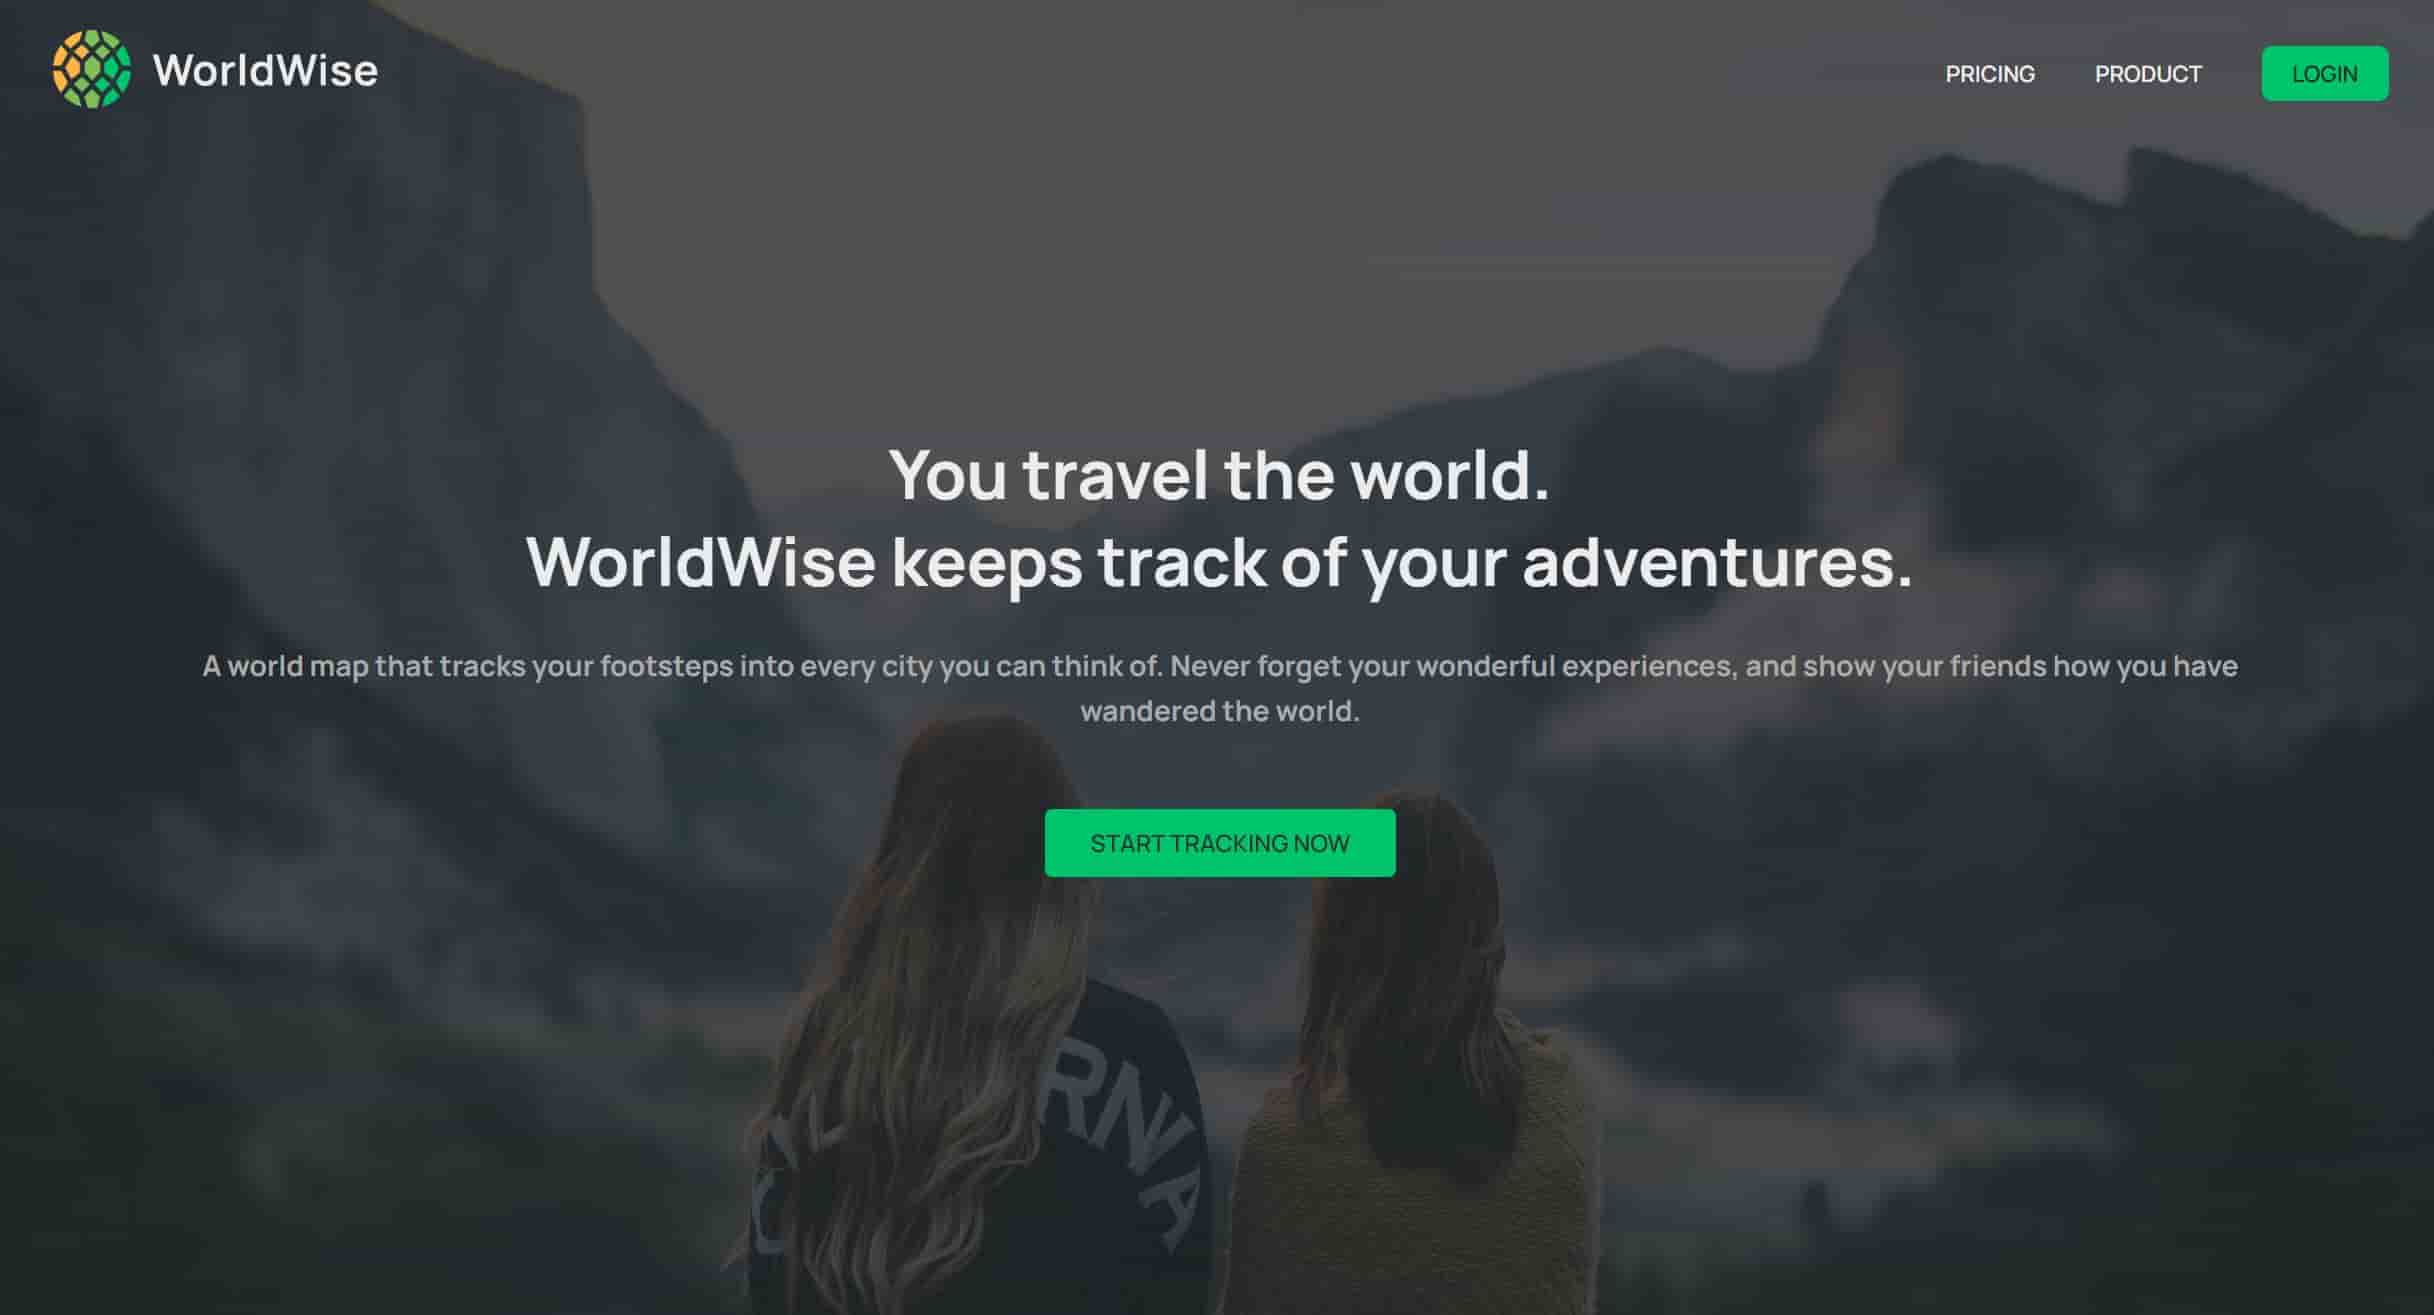 WorldWise
PRICING
PRODUCT
LOGIN
You travel the world.
WorldWise keeps track of your adventures.
A world map that tracks your footsteps into every city you can think of. Never forget your wonderful experiences, and show your friends how you have
wandered the world.
START TRACKING NOW